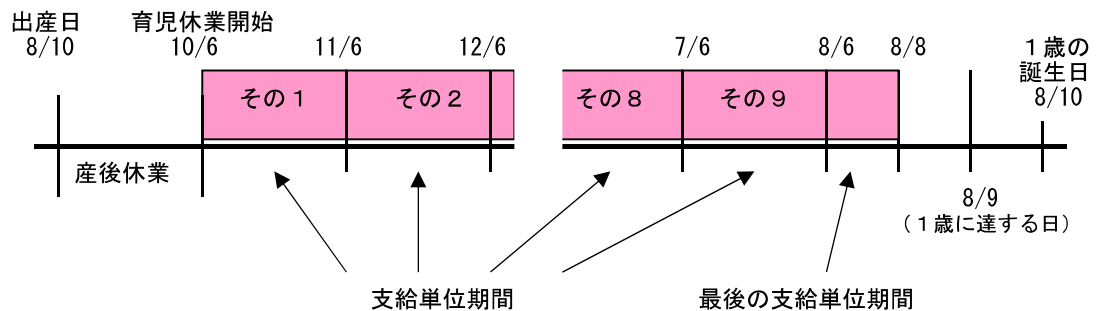 出産日
8/10
育児休業開始
10/6
11/6
12/6
7/6
8/6
8/8
１歳の
誕生日
8/10
その１
その２
その８
その９
産後休業
8/9
（１歳に達する日）
支給単位期間
最後の支給単位期間